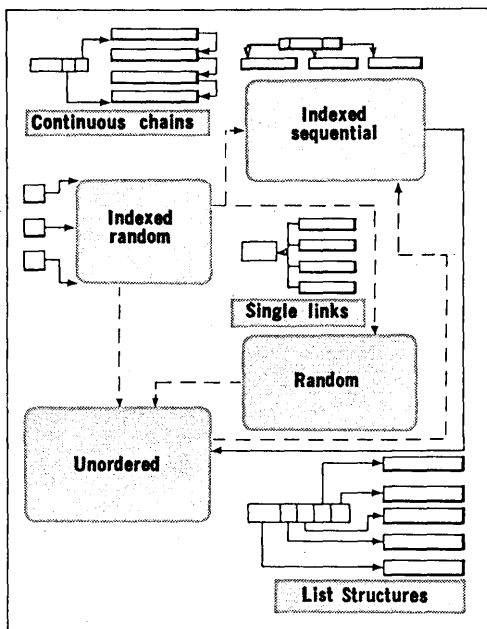 Continuous chains
Indexed
sequential
Indexed
random
Single links
Random
Unordered
List Structures